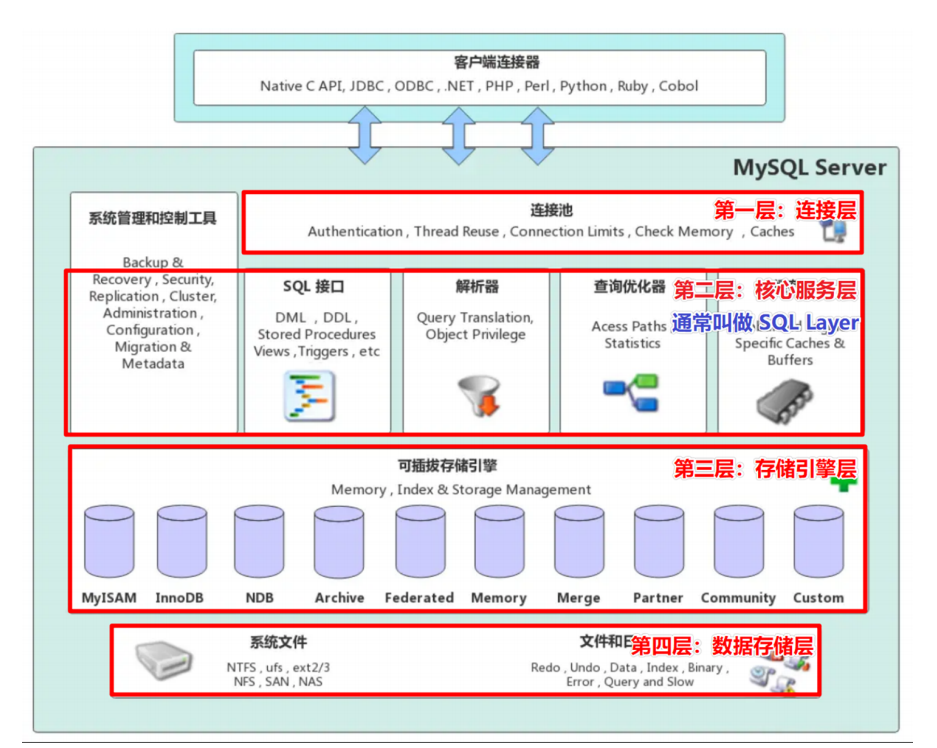 客户端连接器
Native C API, JDBC , ODBC , .NET , PHP , Perl , Python , Ruby , Cobol
MySQL Server
系统管理和控制工具
Backup &
Recovery , Security,
Replication , Cluster,
Administration ,
Configuration ,
Migration &
Metadata
连接池
第一层：连接层
Authentication , Thread Reuse , Connection Limits , Check Memory , Caches
第二层：核心服务层
通常叫做 SQL Layer
SQL 接口
DML , DDL ,
Stored Procedures
Views ,Triggers , etc
解析器
Query Translation,
Object Privilege
查询优化器
Acess Paths
Statistics
Specific Caches &
Buffers
可插拔存储引擎
第三层：存储引擎层
Memory , Index & Storage Management
MyISAM
InnoDB
NDB
Archive
Federated
Memory
Merge
Partner
Community
Custom
系统文件
NTFS , ufs , ext2/3
NFS , SAN , NAS
文件和
第四层：数据存储层
Redo , Undo , Data , Index , Binary ,
Error , Query and Slow